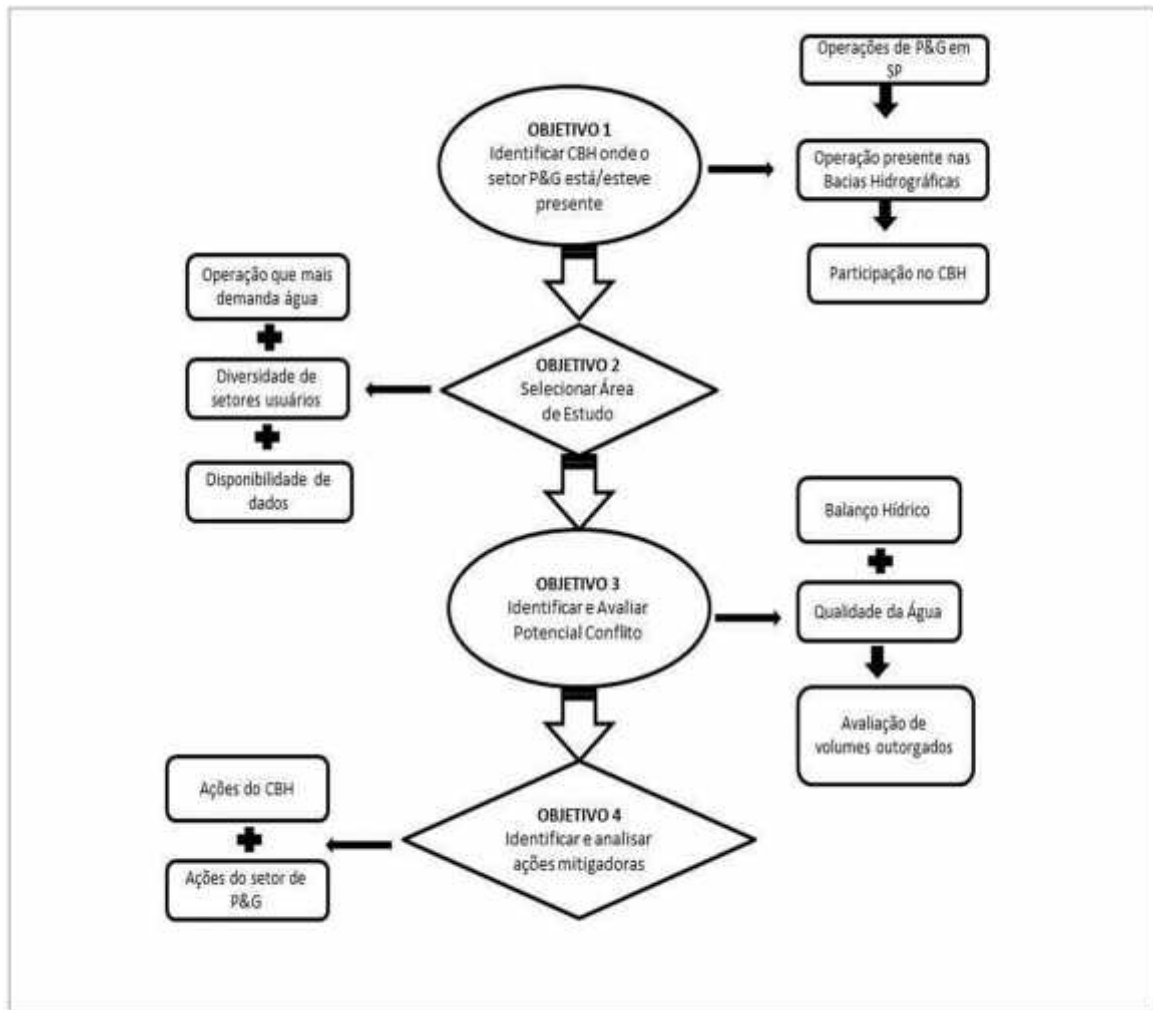 OBJETIVO 1
Identificar CBH onde o
setor P&G está/esteve
presente
Operações de P&G em
SP
Operação presente nas
Bacias Hidrográficas
Participação no CBH
OBJETIVO 2
Selecionar Área
de Estudo
Operação que mais
demanda água
Diversidade de
setores usuários
Disponibilidade de
dados
OBJETIVO 3
Identificar e Avaliar
Potencial Conflito
Balanço Hídrico
Qualidade da Água
Avaliação de
volumes outorgados
OBJETIVO 4
Identificar e analisar
ações mitigadoras
Ações do CBH
Ações do setor de
P&G